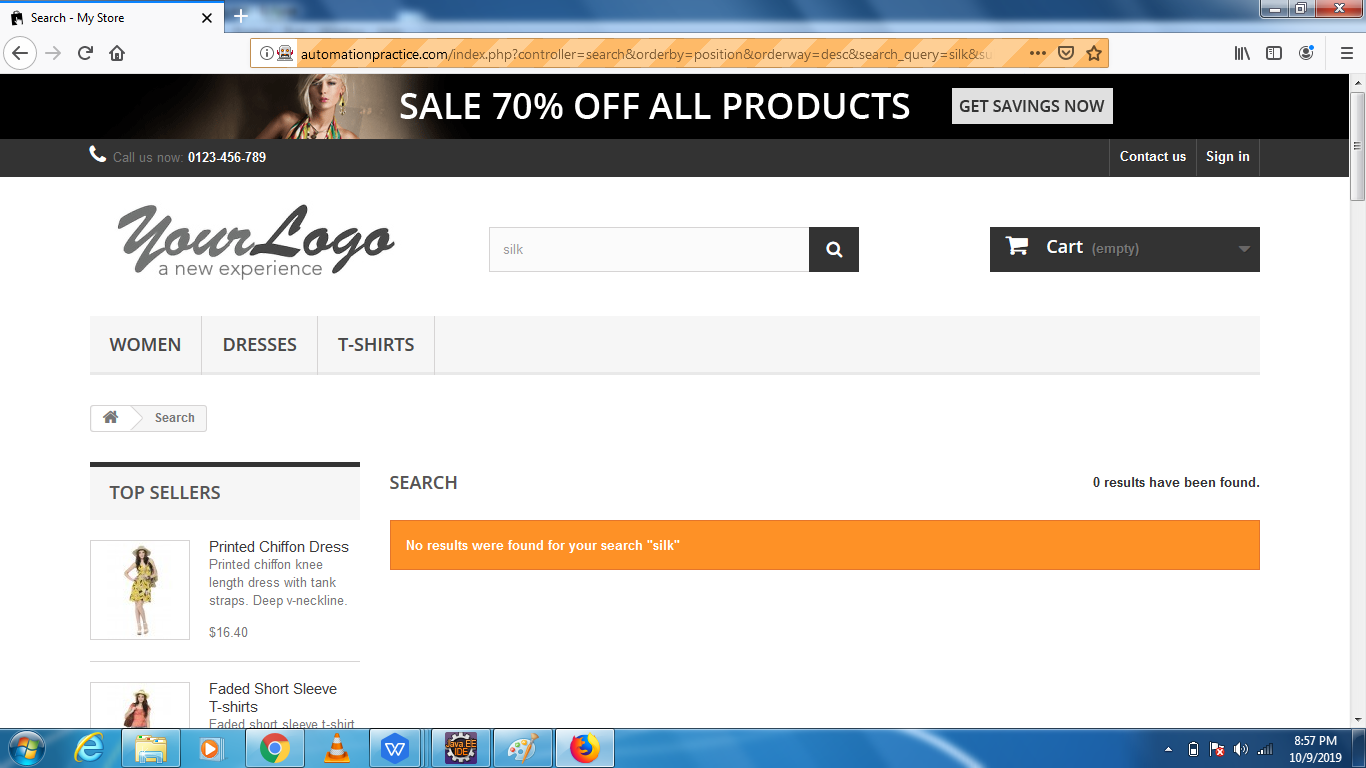 Search - My Store
automationpractice.com/index.php?controller=search&orderby=position&orderway=desc&search_query=silk&su
SALE 70% OFF ALL PRODUCTS
GET SAVINGS NOW
Call us now: 0123-456-789
Contact us
Sign in
YourLogo
a new experience
silk
Cart (empty)
WOMEN
DRESSES
T-SHIRTS
Search
TOP SELLERS
SEARCH
0 results have been found.
No results were found for your search "silk"
Printed Chiffon Dress
Printed chiffon knee
length dress with tank
straps. Deep v-neckline.
$16.40
Faded Short Sleeve
T-shirts
Faded short sleeve t-shirt
Java EE
IDE
8:57 PM
10/9/2019